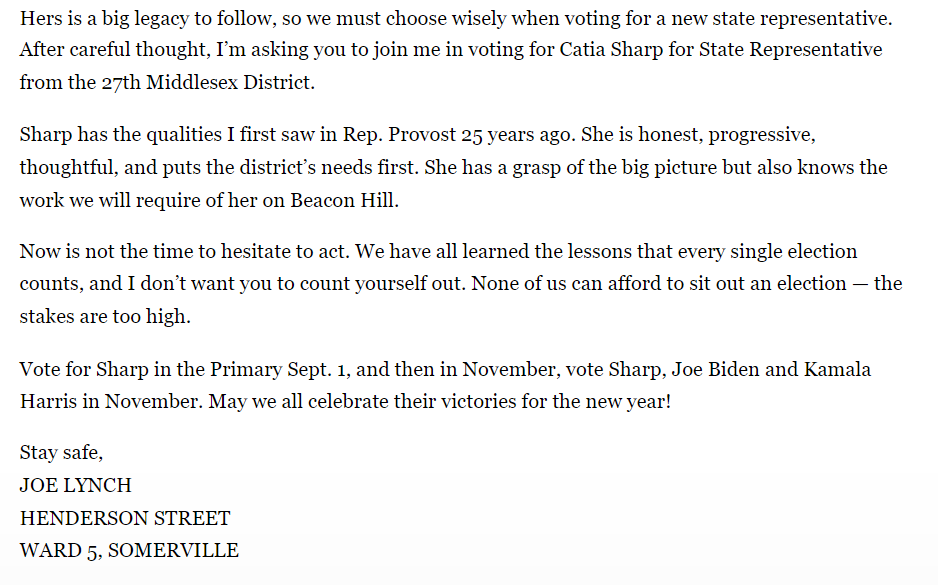 Hers is a big legacy to follow, so we must choose wisely when voting for a new state representative.
After careful thought, I’m asking you to join me in voting for Catia Sharp for State Representative
from the 27th Middlesex District.
Sharp has the qualities I first saw in Rep. Provost 25 years ago. She is honest, progressive,
thoughtful, and puts the district’s needs first. She has a grasp of the big picture but also knows the
work we will require of her on Beacon Hill.
Now is not the time to hesitate to act. We have all learned the lessons that every single election
counts, and I don’t want you to count yourself out. None of us can afford to sit out an election — the
stakes are too high.
Vote for Sharp in the Primary Sept. 1, and then in November, vote Sharp, Joe Biden and Kamala
Harris in November. May we all celebrate their victories for the new year!
Stay safe,
JOE LYNCH
HENDERSON STREET
WARD 5, SOMERVILLE